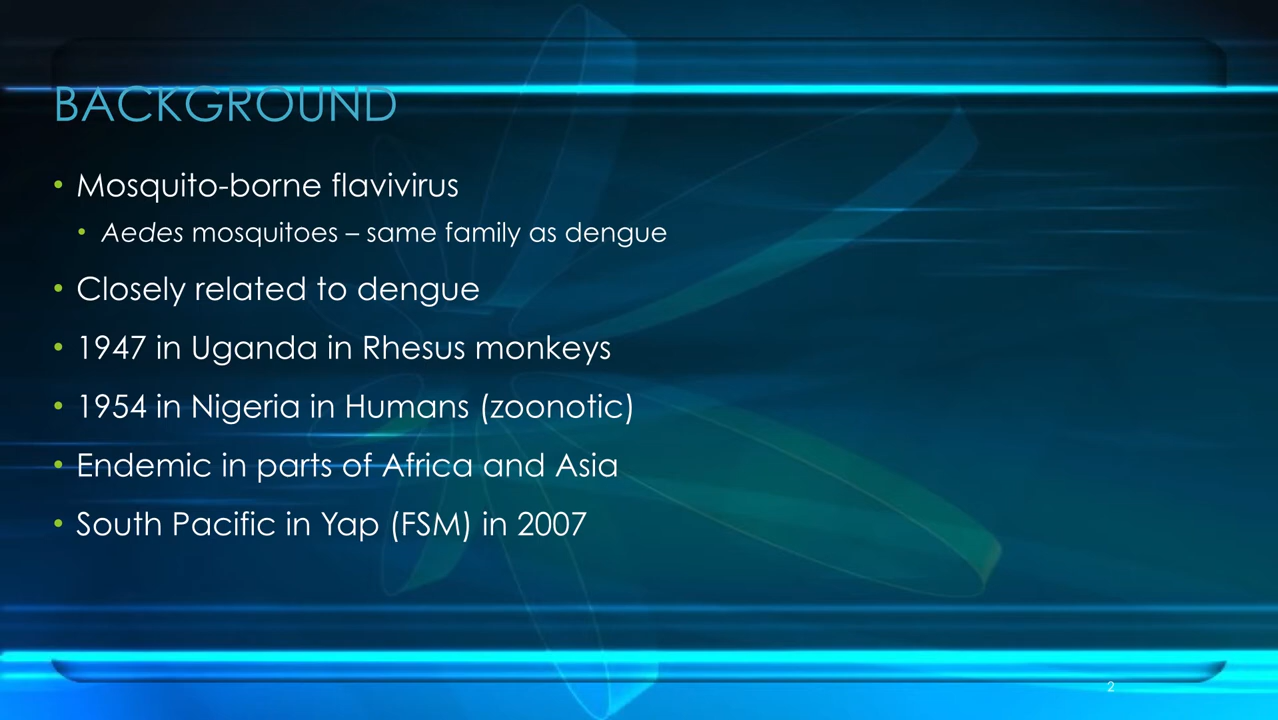 BACKGROUND
• Mosquito-borne flavivirus
• Aedes mosquitoes – same family as dengue
• Closely related to dengue
• 1947 in Uganda in Rhesus monkeys
• 1954 in Nigeria in Humans (zoonotic)
• Endemic in parts of Africa and Asia
• South Pacific in Yap (FSM) in 2007
2